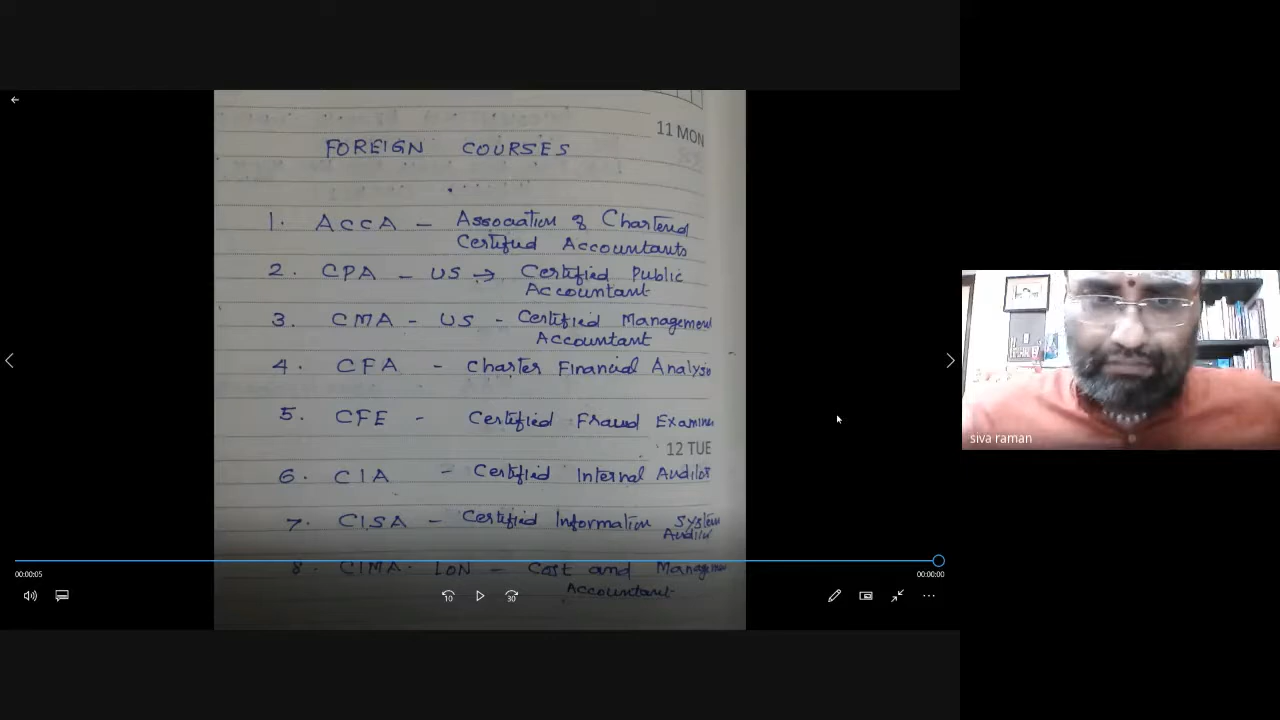 11 MON
FOREIGN COURSES
1. ACCA - Association of Chartered
Certified Accountants
2. CPA - US → Certified Public
Accountant
3. CMA - US - Certified Management
Accountant
4. CFA - Charter Financial Analysis
5. CFE - Certified Fraud Examiner
12 TUE
6. CIA - Certified Internal Auditor
7. CISA - Certified Information System
Auditor
8. CIMA. LON - Cost and Management
Accountant
siva raman
00:00:05
00:00:00
10
30